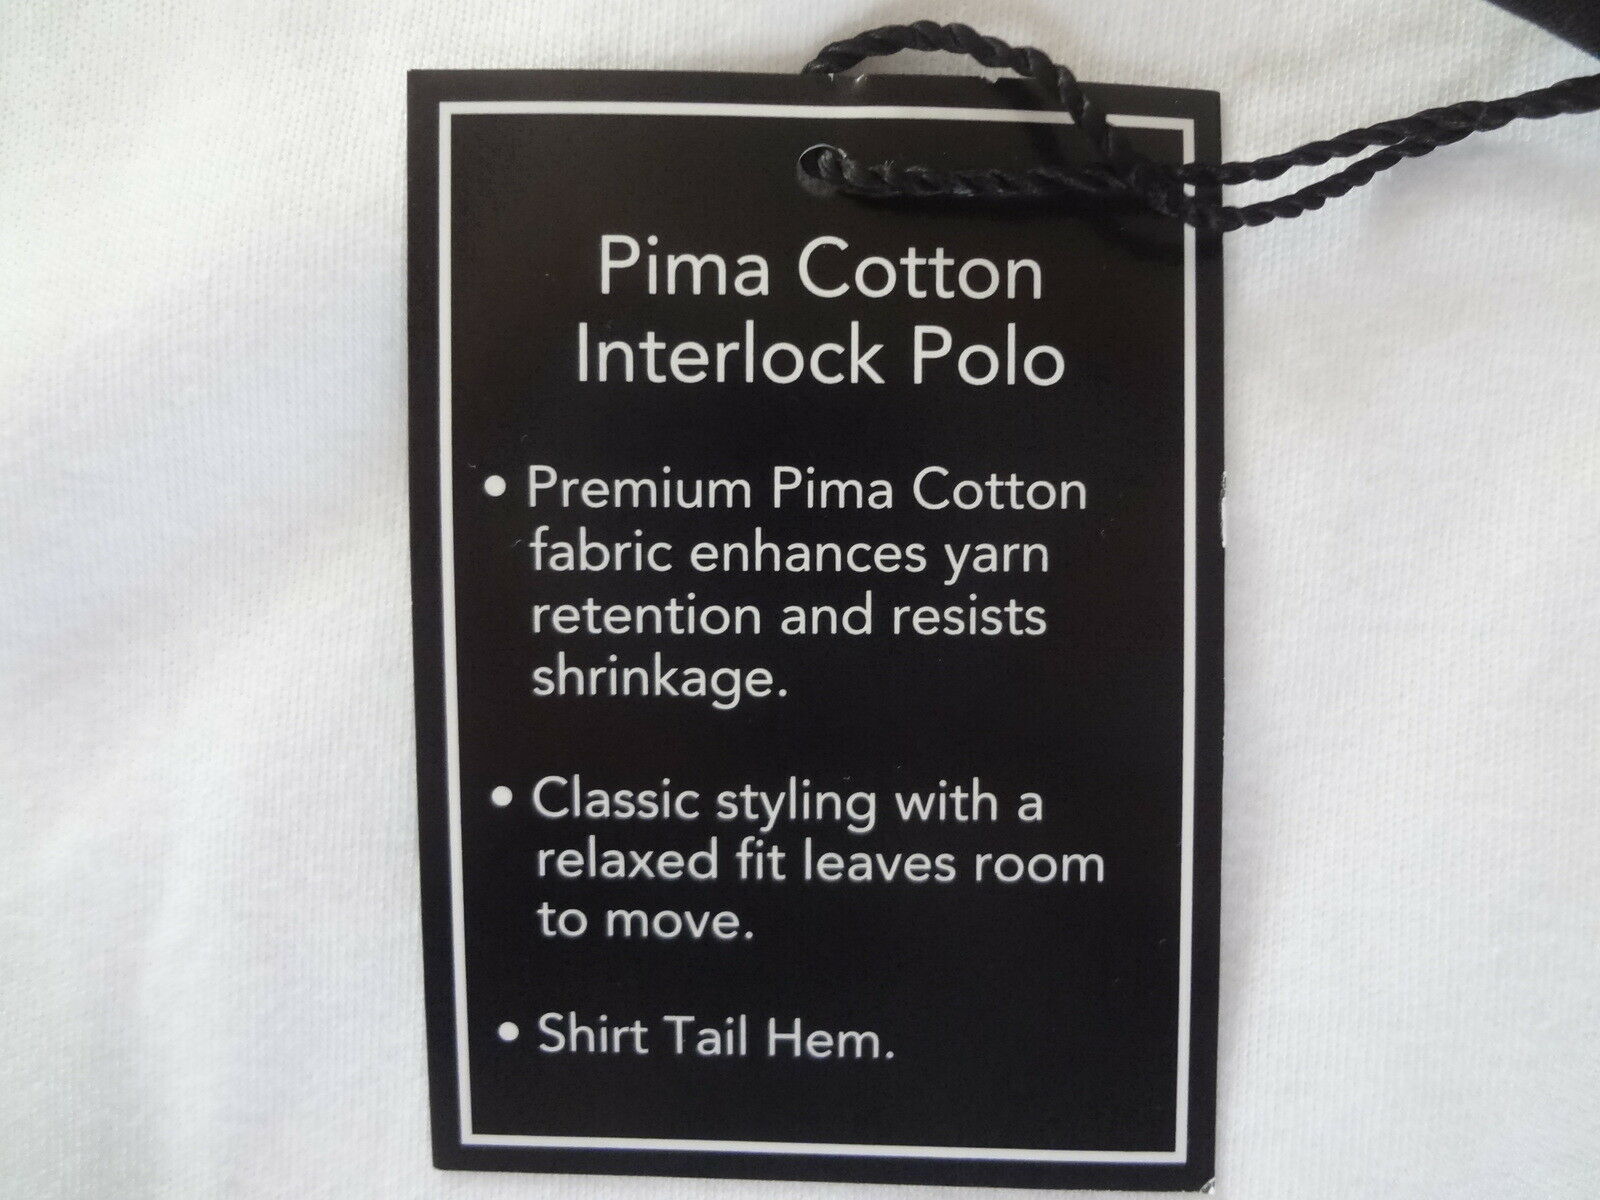 Pima Cotton
Interlock Polo
• Premium Pima Cotton
fabric enhances yarn
retention and resists
shrinkage.
• Classic styling with a
relaxed fit leaves room
to move.
• Shirt Tail Hem.